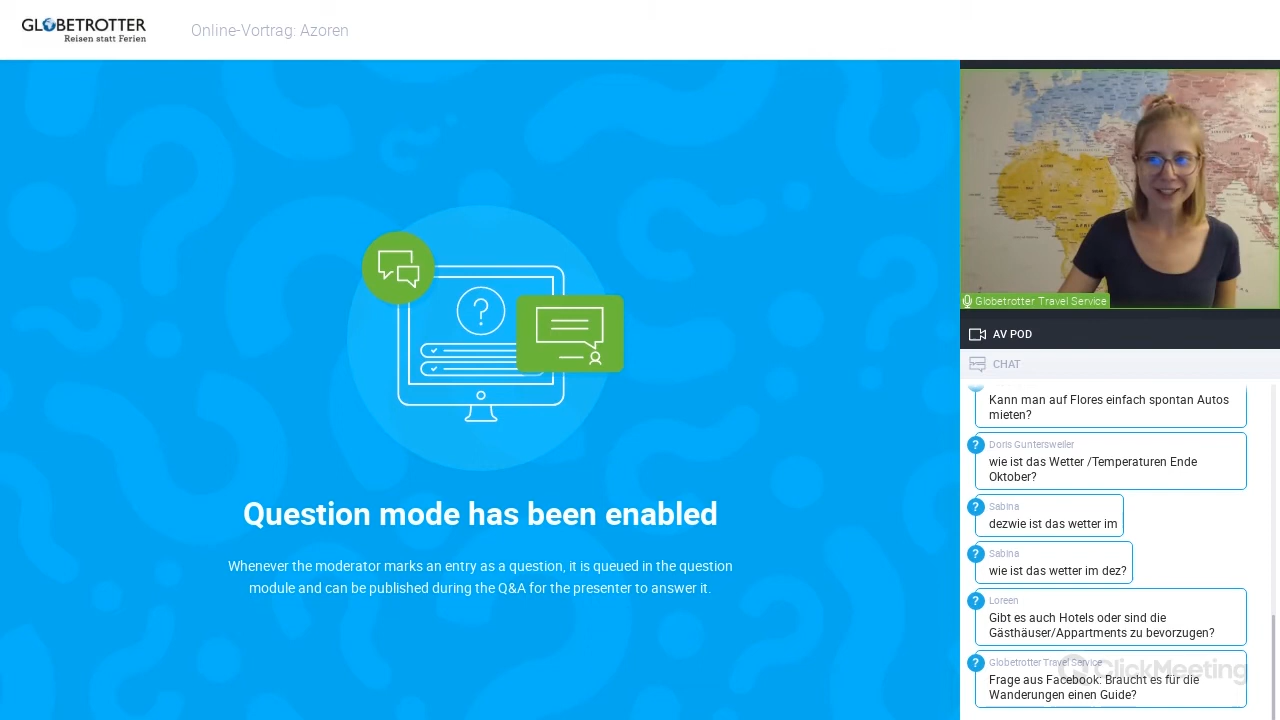 GLOBETROTTER
Reisen statt Ferien
Online-Vortrag: Azoren
Question mode has been enabled
Whenever the moderator marks an entry as a question, it is queued in the question
module and can be published during the Q&A for the presenter to answer it.
Globetrotter Travel Service
AV POD
CHAT
Kann man auf Flores einfach spontan Autos
mieten?
Doris Guntersweiler
wie ist das Wetter /Temperaturen Ende
Oktober?
Sabina
dezwie ist das wetter im
Sabina
wie ist das wetter im dez?
Loreen
Gibt es auch Hotels oder sind die
Gästhäuser/Appartments zu bevorzugen?
Globetrotter Travel Service
Frage aus Facebook: Braucht es für die
Wanderungen einen Guide?
ClickMeeting